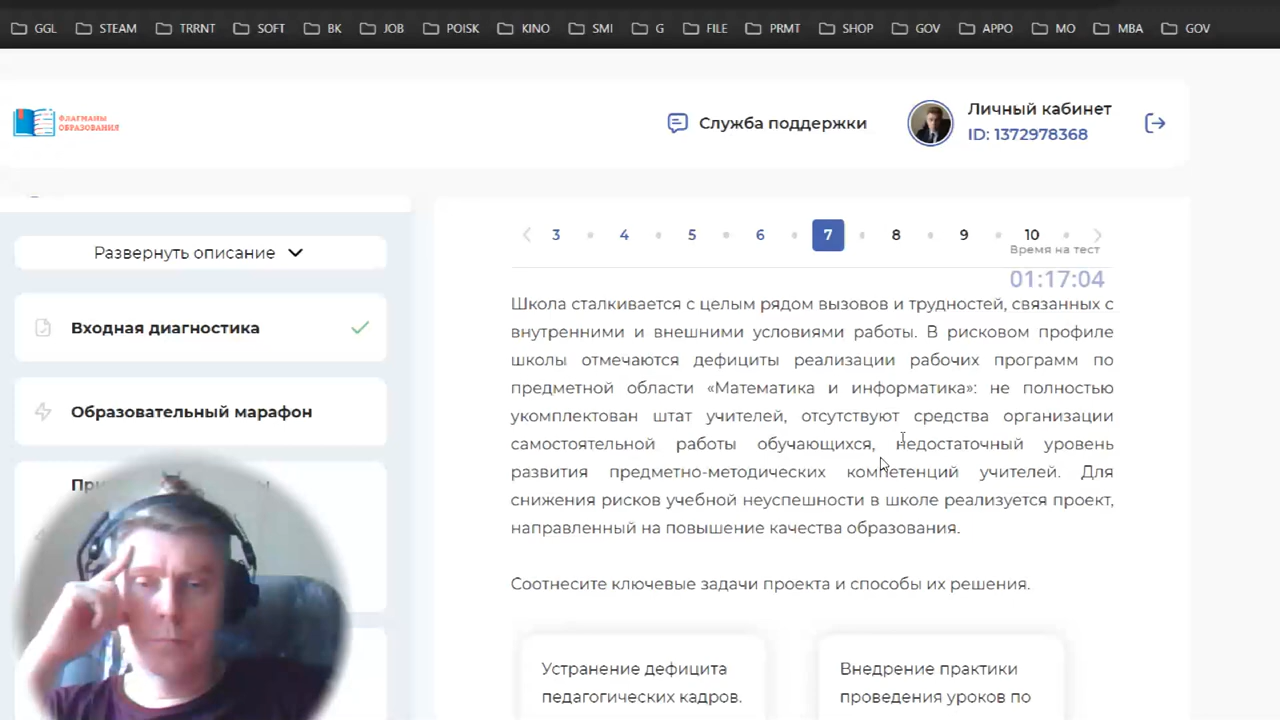 GGL STEAM TRRNT SOFT BK JOB POISK KINO SMI G FILE PRMT SHOP GOV APPO MO MBA GOV
ФЛАГМАНЫ
ОБРАЗОВАНИЯ
Служба поддержки
Личный кабинет
ID: 1372978368
Развернуть описание
Входная диагностика
Образовательный марафон
3 4 5 6 7 8 9 10
Время на тест
01:17:04
Школа сталкивается с целым рядом вызовов и трудностей, связанных с
внутренними и внешними условиями работы. В рисковом профиле
школы отмечаются дефициты реализации рабочих программ по
предметной области «Математика и информатика»: не полностью
укомплектован штат учителей, отсутствуют средства организации
самостоятельной работы обучающихся, недостаточный уровень
развития предметно-методических компетенций учителей. Для
снижения рисков учебной неуспешности в школе реализуется проект,
направленный на повышение качества образования.
Соотнесите ключевые задачи проекта и способы их решения.
Устранение дефицита
педагогических кадров.
Внедрение практики
проведения уроков по